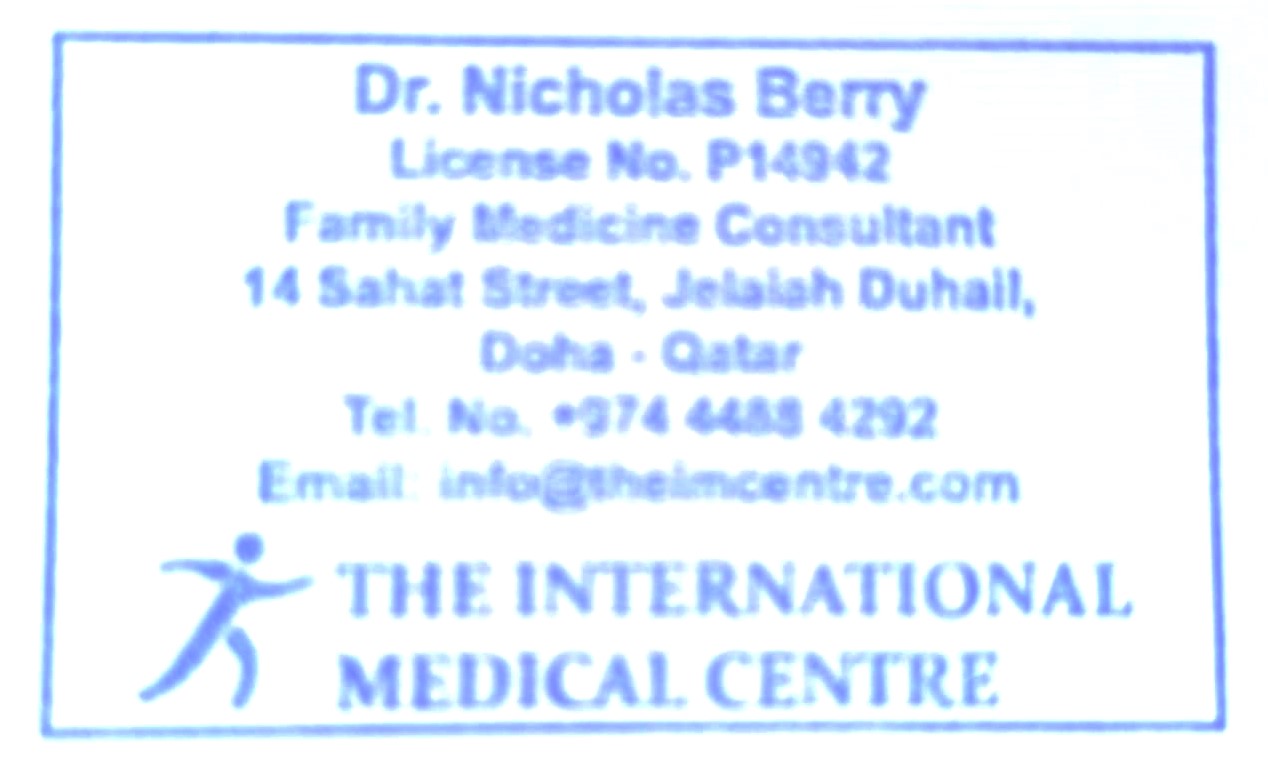 Dr. Nicholas Berry
License No. P14942
Family Medicine Consultant
14 Sahat Street, Jelaiah Duhail,
Doha - Qatar
Tel. No. +974 4488 4292
Email: info@theimcentre.com
THE INTERNATIONAL
MEDICAL CENTRE